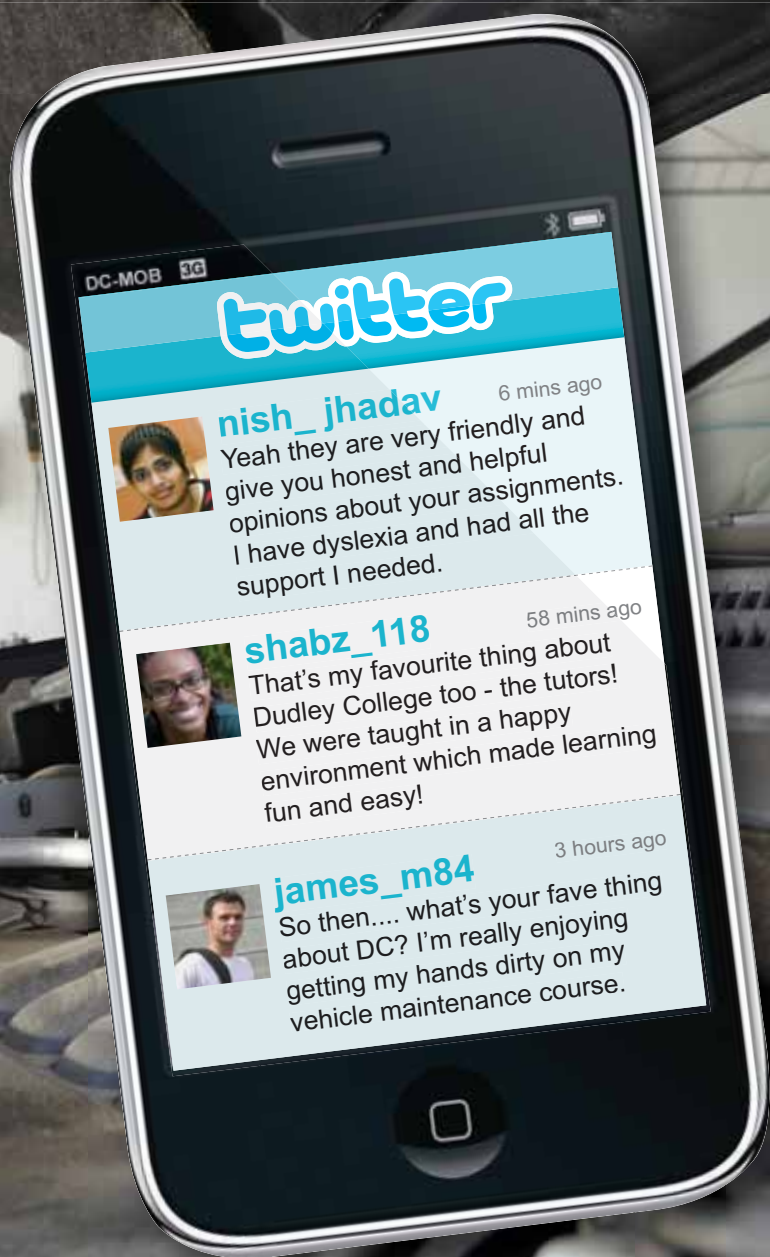 DC-MOB 3G
twitter
nish_ jhadav 6 mins ago
Yeah they are very friendly and
give you honest and helpful
opinions about your assignments.
I have dyslexia and had all the
support I needed.
shabz_118 58 mins ago
That's my favourite thing about
Dudley College too - the tutors!
We were taught in a happy
environment which made learning
fun and easy!
james_m84 3 hours ago
So then.... what's your fave thing
about DC? I'm really enjoying
getting my hands dirty on my
vehicle maintenance course.